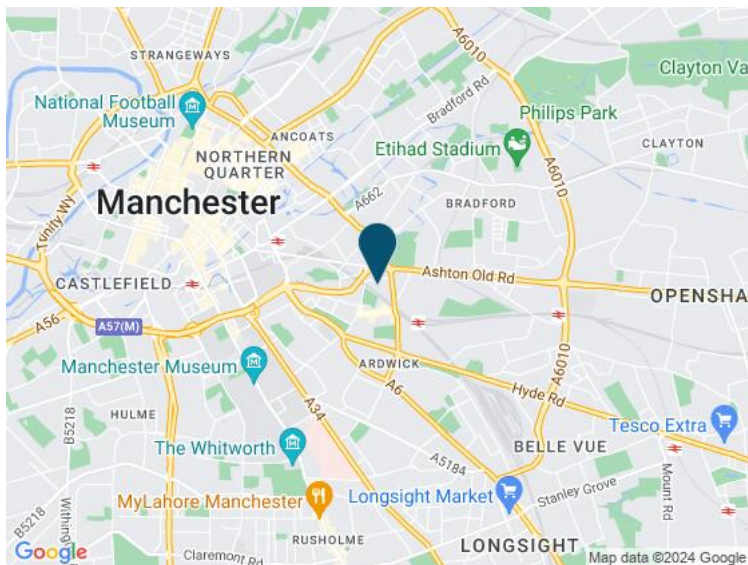 A6010
STRANGEWAYS
Clayton Va
National Football
Museum
Bradford Rd
Philips Park
ANCOATS
CLAYTON
NORTHERN
QUARTER
Etihad Stadium
A6010
A662
Manchester
BRADFORD
Trinity Wy
CASTLEFIELD
Ashton Old Rd
OPENSHA
A56
A57(M)
Manchester Museum
ARDWICK
A6010
HULME
B5218
A34
A6
Hyde Rd
Tesco Extra
The Whitworth
BELLE VUE
A5184
MyLahore Manchester
Longsight Market
Stanley Grove
Mount Rd
B5218
Withing
RUSHOLME
LONGSIGHT
Google
Claremont Rd
Map data ©2024 Google